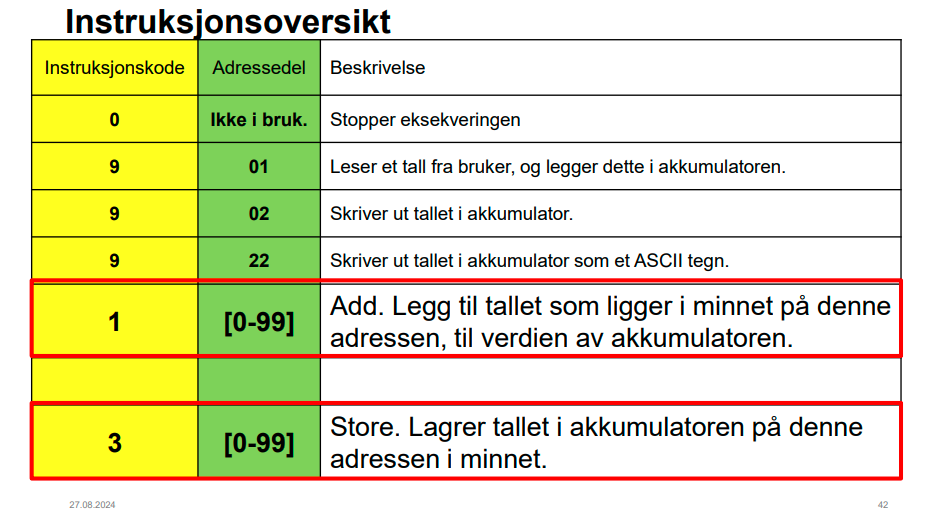 Instruksjonsoversikt
Instruksjonskode Adressedel Beskrivelse
0 Ikke i bruk. Stopper eksekveringen
9 01 Leser et tall fra bruker, og legger dette i akkumulatoren.
9 02 Skriver ut tallet i akkumulator.
9 22 Skriver ut tallet i akkumulator som et ASCII tegn.
1 [0-99] Add. Legg til tallet som ligger i minnet på denne
adressen, til verdien av akkumulatoren.
3 [0-99] Store. Lagrer tallet i akkumulatoren på denne
adressen i minnet.
27.08.2024 42